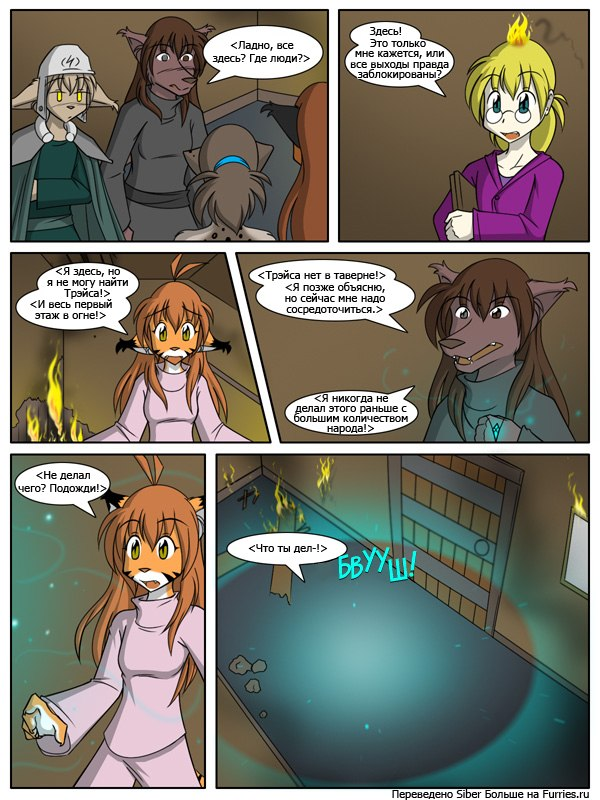 <Ладно, все
здесь? Где люди?>
Здесь!
Это только
мне кажется, или
все выходы правда
заблокированы?
<Я здесь, но
я не могу найти
Трэйса!>
<И весь первый
этаж в огне!>
<Трэйса нет в таверне!>
<Я позже объясню,
но сейчас мне надо
сосредоточиться.>
<Я никогда не
делал этого раньше с
большим количеством
народа!>
<Не делал
чего? Подожди!>
<Что ты дел-!>
БВУУШ!
Переведено Siber Больше на Furries.ru